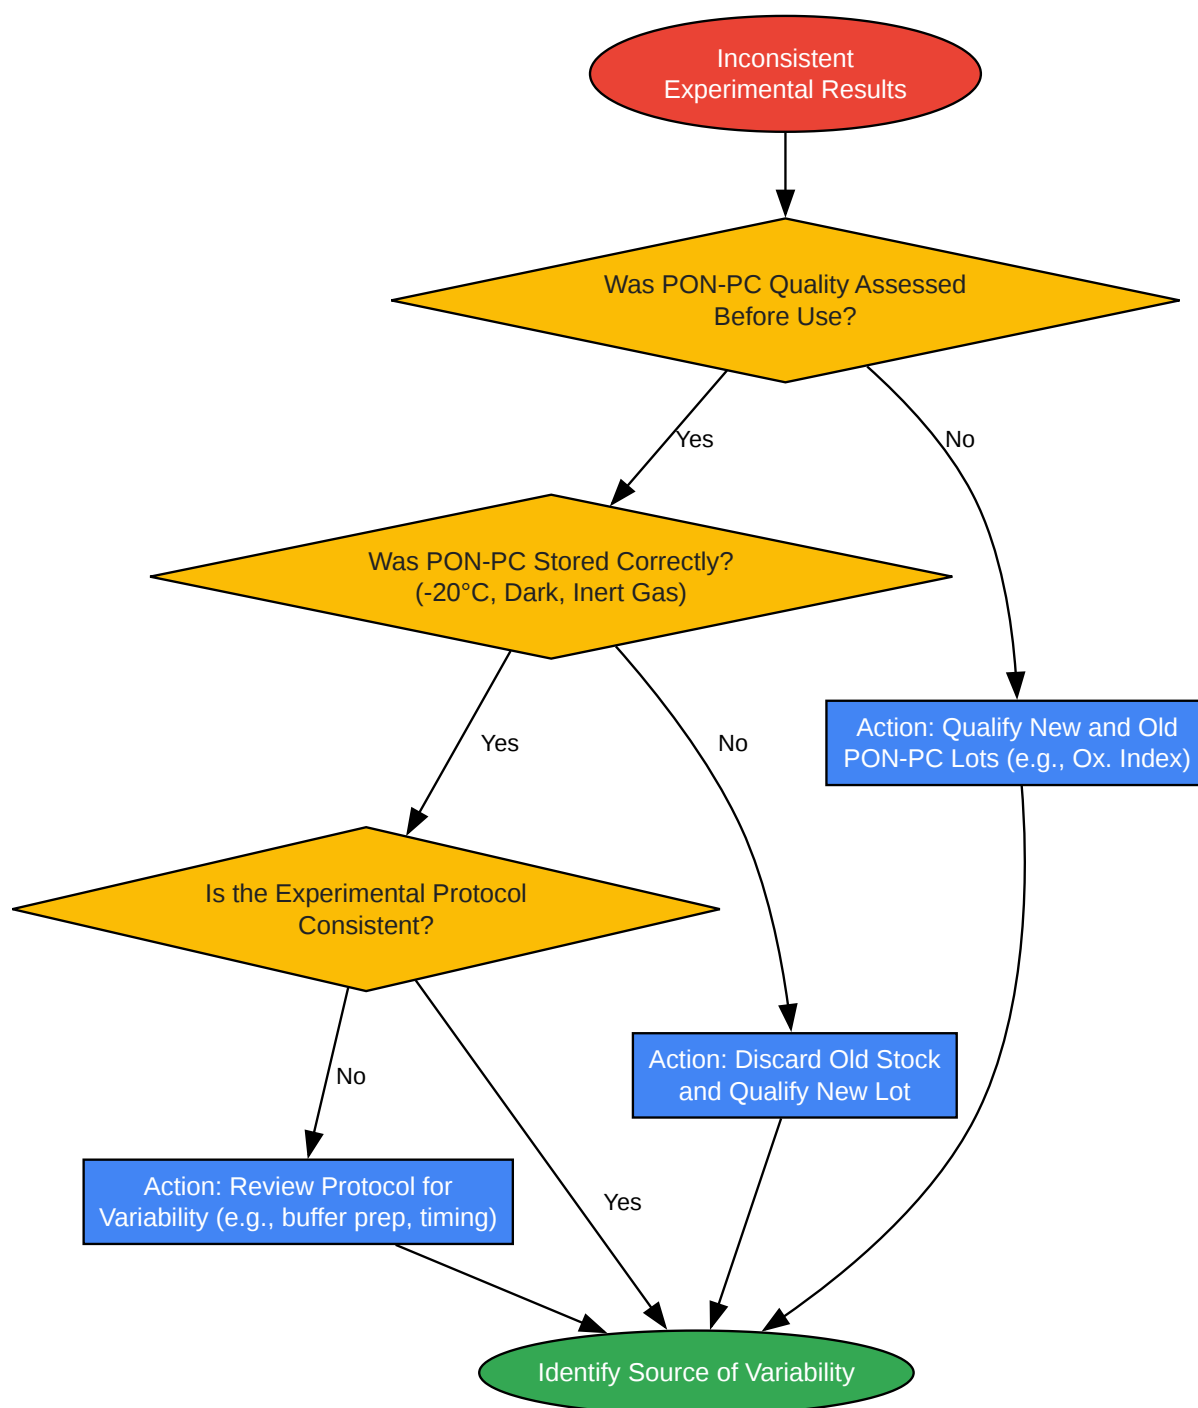 Inconsistent
Experimental Results
Was PON-PC Quality Assessed
Before Use?
Yes
No
Was PON-PC Stored Correctly?
(-20°C, Dark, Inert Gas)
Action: Qualify New and Old
PON-PC Lots (e.g., Ox. Index)
Yes
No
Is the Experimental Protocol
Consistent?
Action: Discard Old Stock
and Qualify New Lot
No
Yes
Action: Review Protocol for
Variability (e.g., buffer prep, timing)
Identify Source of Variability